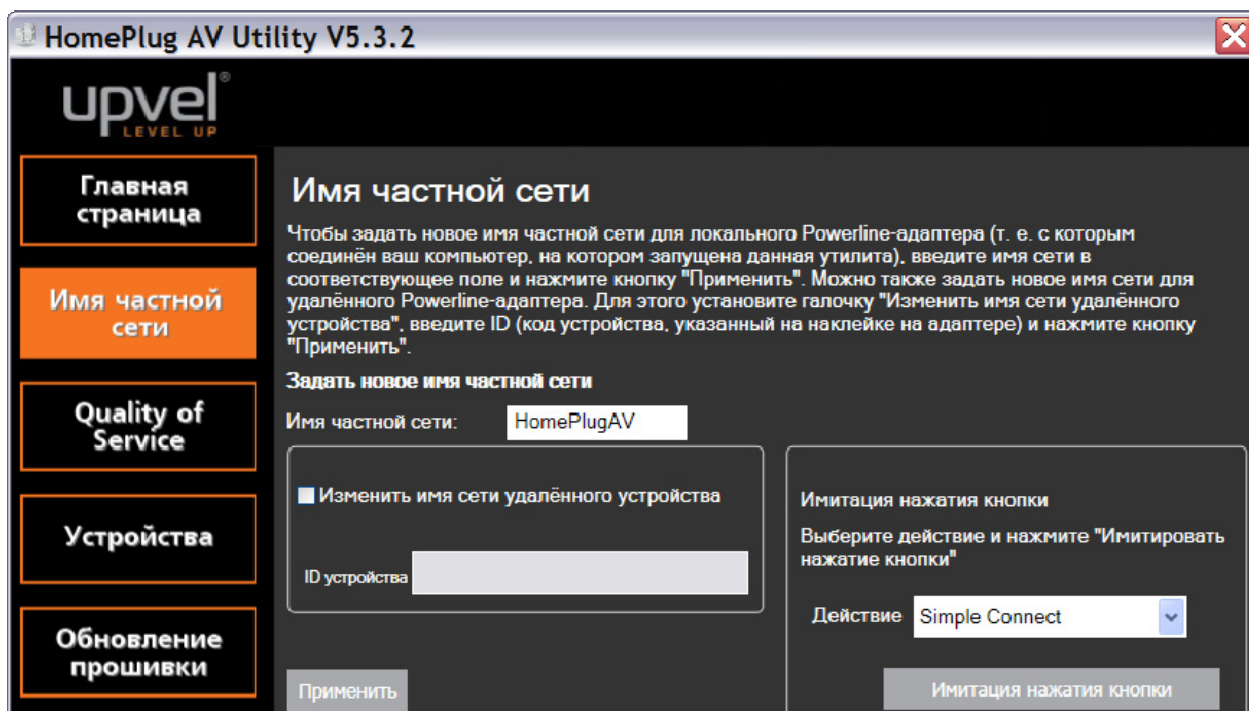 HomePlug AV Utility V5.3.2
upvel®
LEVEL UP
Главная
страница
Имя частной
сети
Quality of
Service
Устройства
Обновление
прошивки
Имя частной сети
Чтобы задать новое имя частной сети для локального Powerline-адаптера (т. е. с которым
соединён ваш компьютер, на котором запущена данная утилита), введите имя сети в
соответствующее поле и нажмите кнопку "Применить". Можно также задать новое имя сети для
удалённого Powerline-адаптера. Для этого установите галочку "Изменить имя сети удалённого
устройства", введите ID (код устройства, указанный на наклейке на адаптере) и нажмите кнопку
"Применить".
Задать новое имя частной сети
Имя частной сети: HomePlugAV
Изменить имя сети удалённого устройства
ID устройства
Применить
Имитация нажатия кнопки
Выберите действие и нажмите "Имитировать
нажатие кнопки"
Действие Simple Connect
Имитация нажатия кнопки